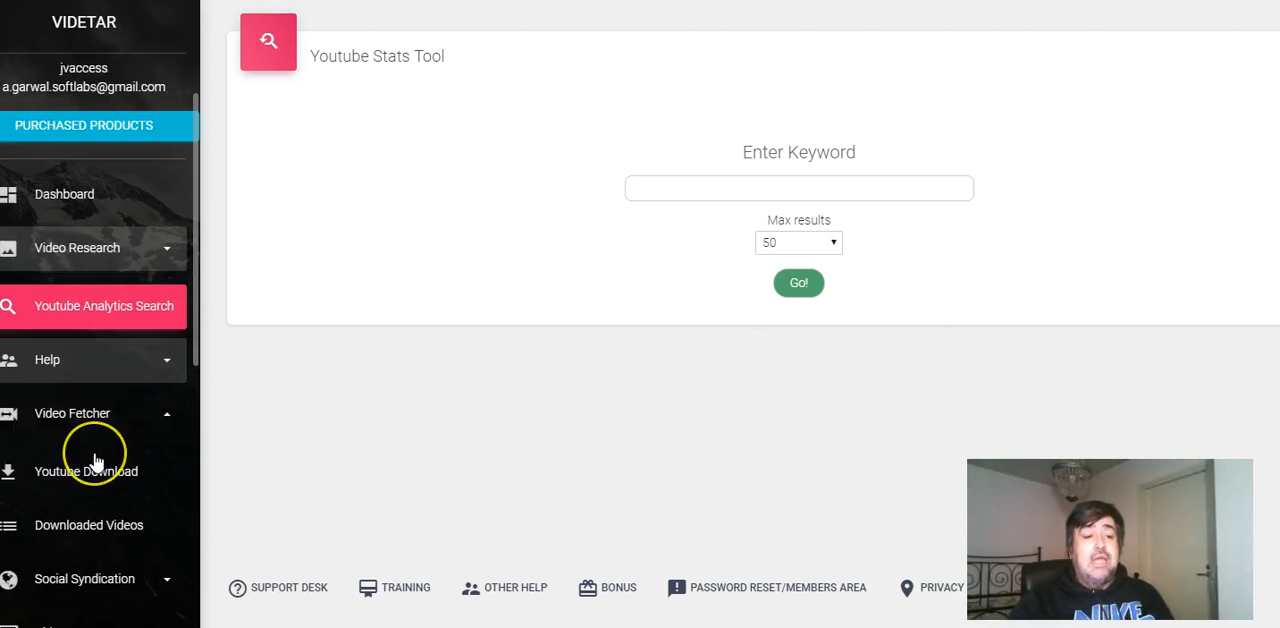 VIDETAR
jvaccess
a.garwal.softlabs@gmail.com
PURCHASED PRODUCTS
Dashboard
Video Research
Youtube Analytics Search
Help
Video Fetcher
Youtube Download
Downloaded Videos
Social Syndication
Youtube Stats Tool
Enter Keyword
Max results
50
Go!
SUPPORT DESK
TRAINING
OTHER HELP
BONUS
PASSWORD RESET/MEMBERS AREA
PRIVACY
NIKE